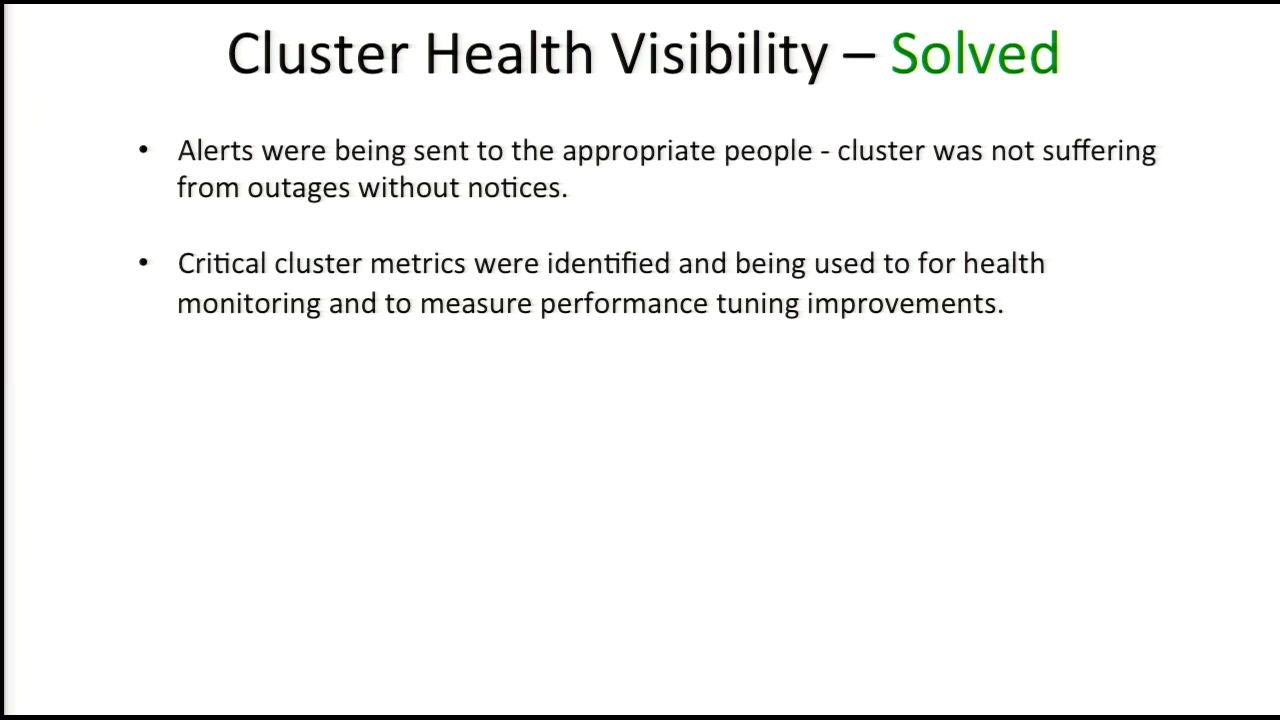 Cluster Health Visibility – Solved
• Alerts were being sent to the appropriate people - cluster was not suffering
from outages without notices.
• Critical cluster metrics were identified and being used to for health
monitoring and to measure performance tuning improvements.